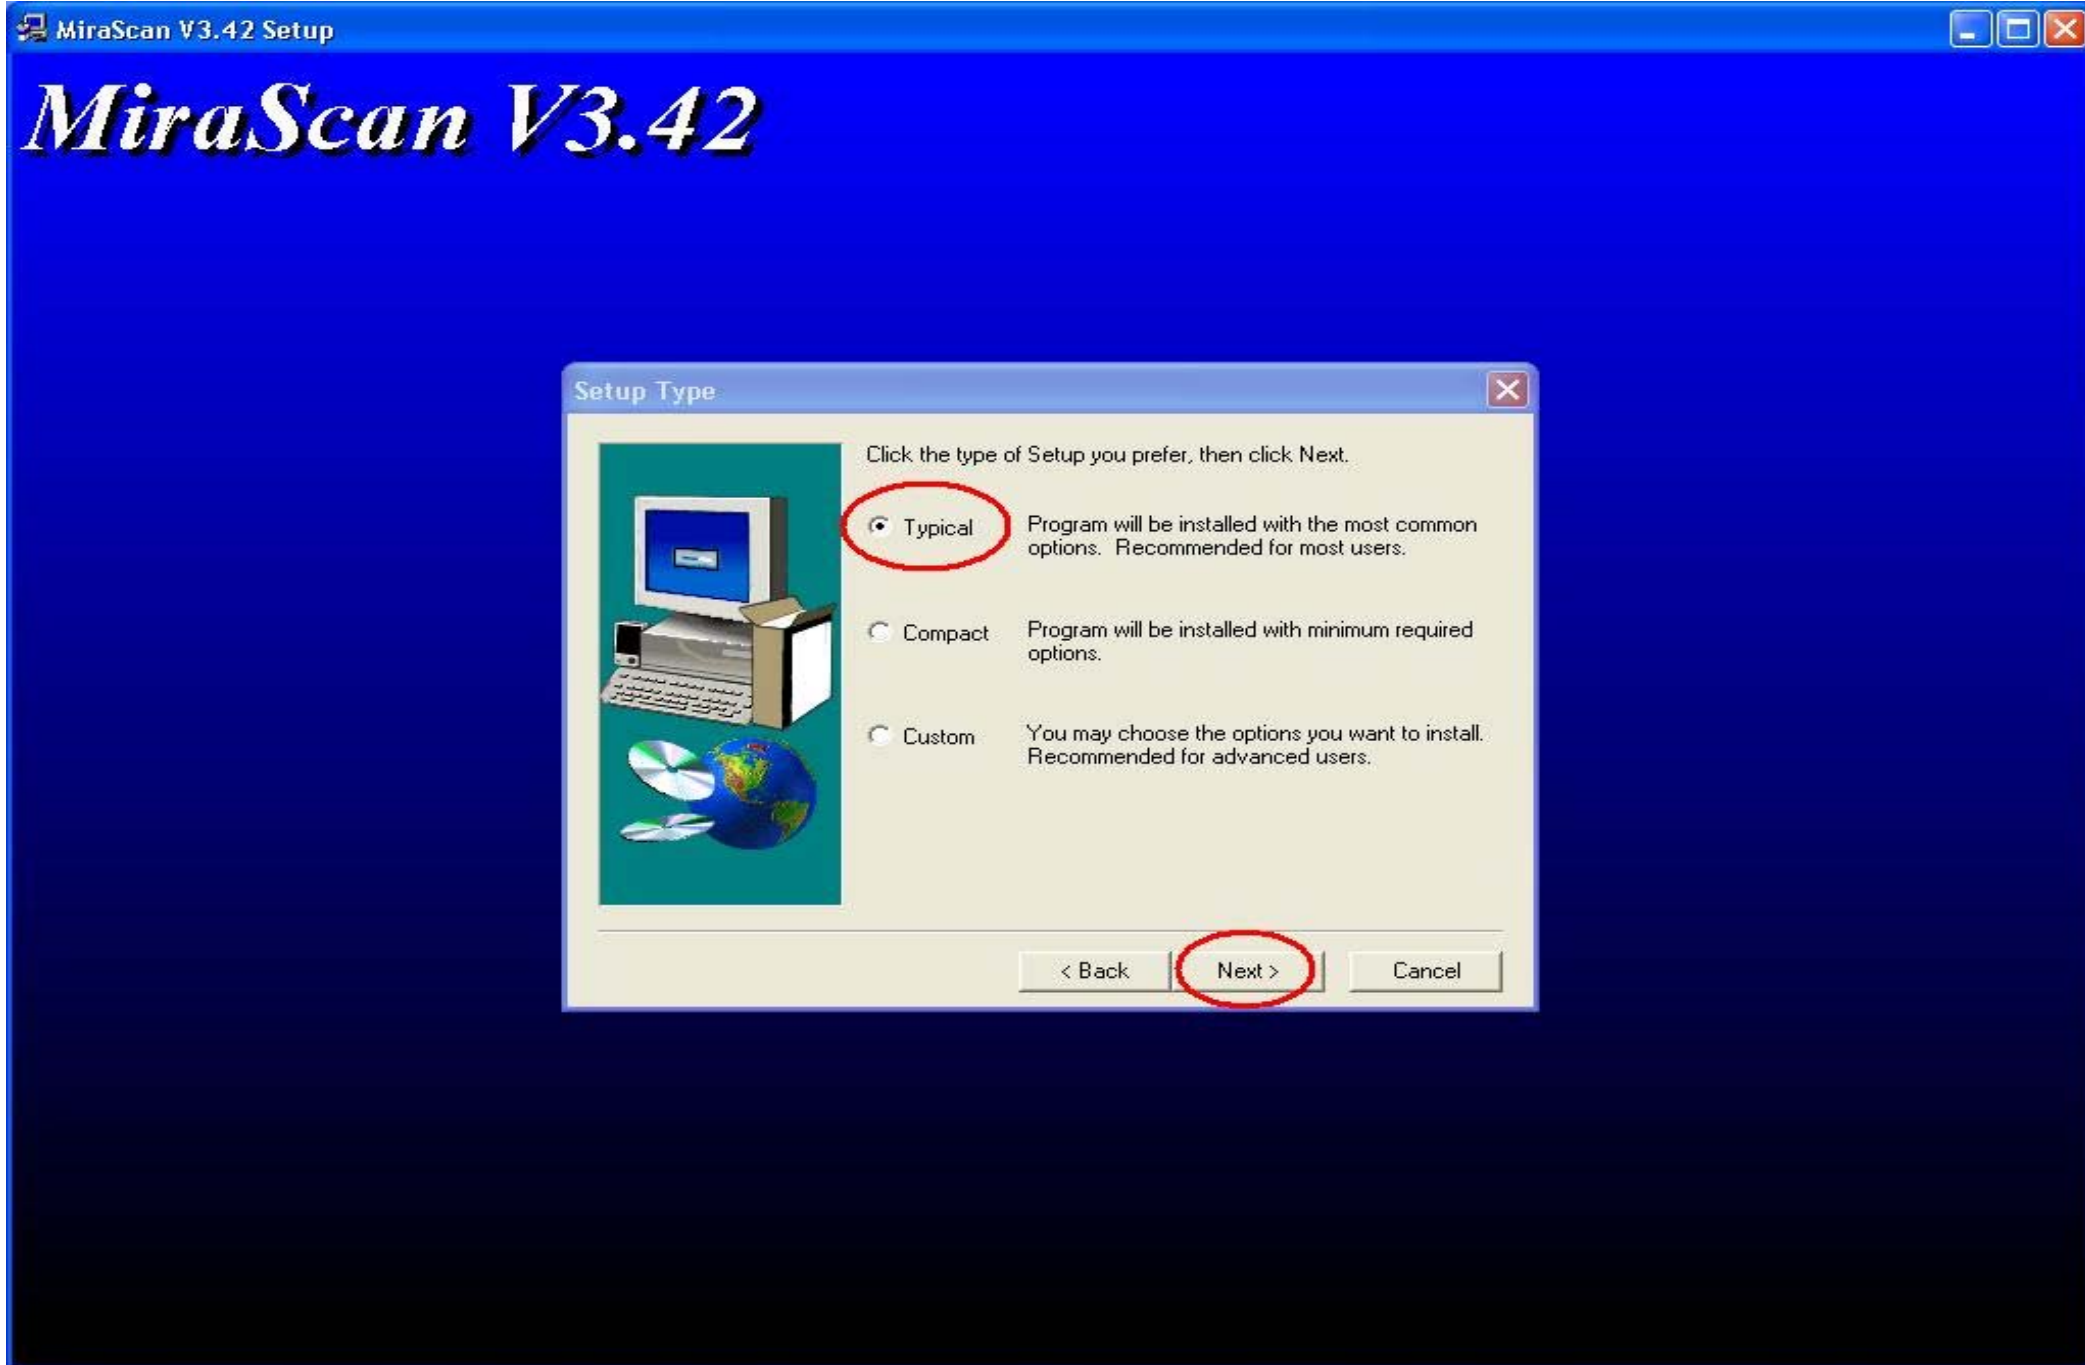 MiraScan V3.42 Setup
MiraScan V3.42
Setup Type
Click the type of Setup you prefer, then click Next.
Typical
Program will be installed with the most common
options.  Recommended for most users.
Compact
Program will be installed with minimum required
options.
Custom
You may choose the options you want to install.
Recommended for advanced users.
< Back
Next >
Cancel